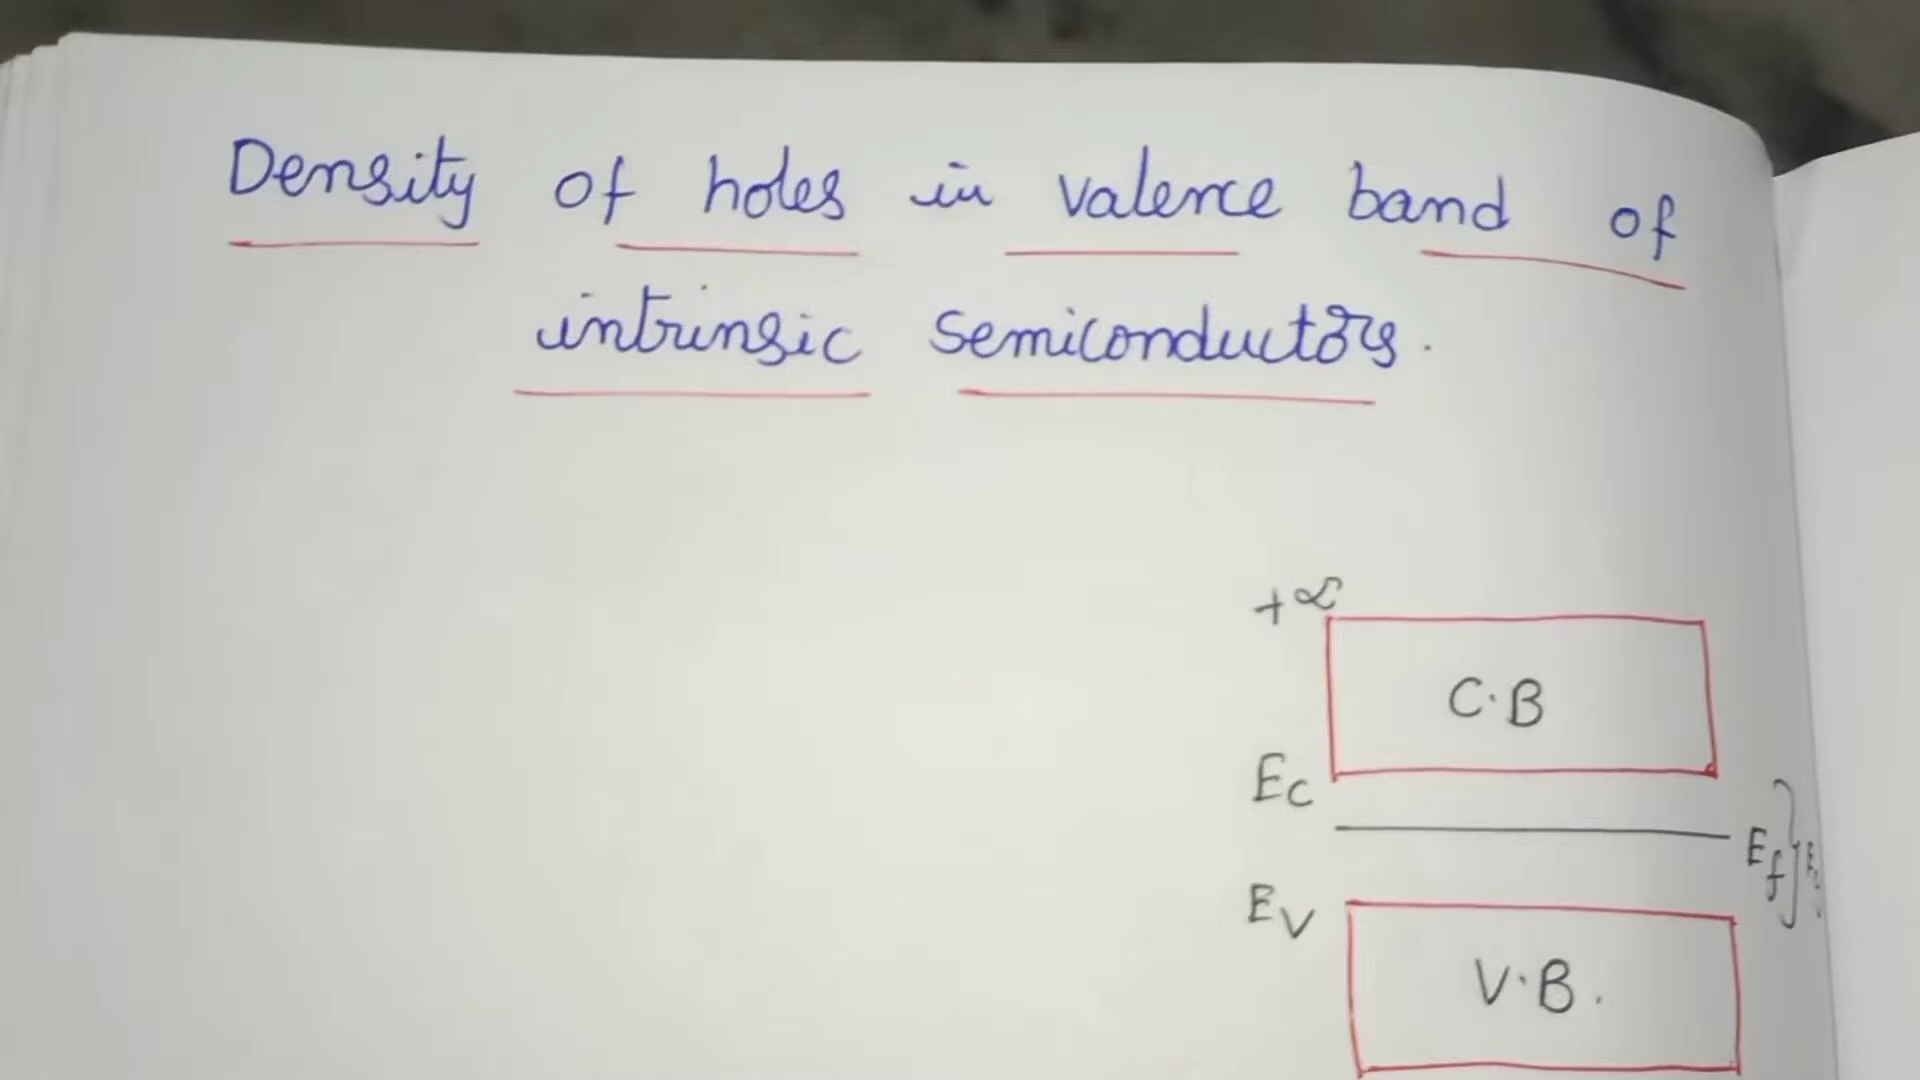 Density of holes in valence band of
intrinsic semiconductors.
+∞
C.B
Ec
Ef
Ev
V.B.